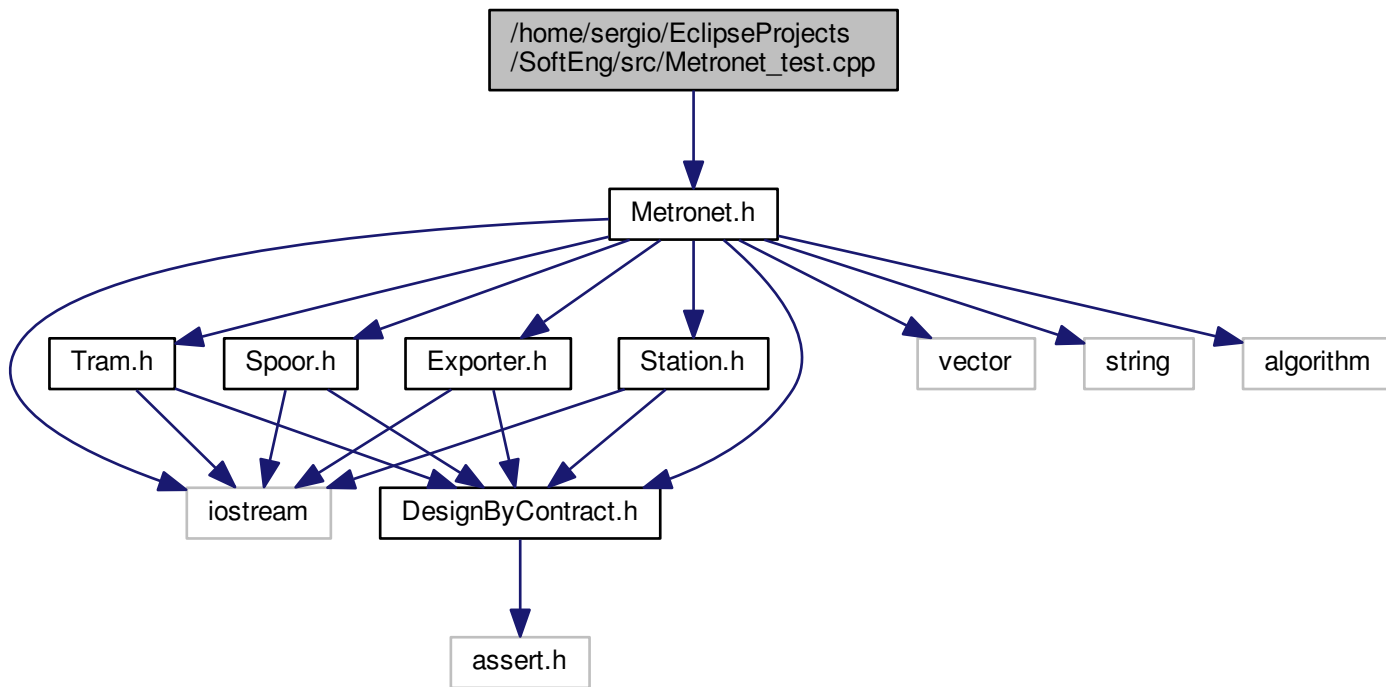 /home/sergio/EclipseProjects
/SoftEng/src/Metronet_test.cpp
Metronet.h
Tram.h
Spoor.h
Exporter.h
Station.h
vector
string
algorithm
iostream
DesignByContract.h
assert.h